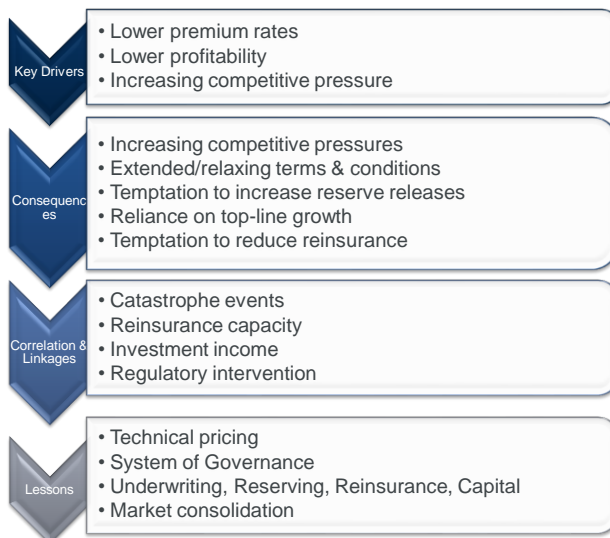 Key Drivers
• Lower premium rates
• Lower profitability
• Increasing competitive pressure
Consequenc
es
• Increasing competitive pressures
• Extended/relaxing terms & conditions
• Temptation to increase reserve releases
• Reliance on top-line growth
• Temptation to reduce reinsurance
Correlation &
Linkages
• Catastrophe events
• Reinsurance capacity
• Investment income
• Regulatory intervention
Lessons
• Technical pricing
• System of Governance
• Underwriting, Reserving, Reinsurance, Capital
• Market consolidation